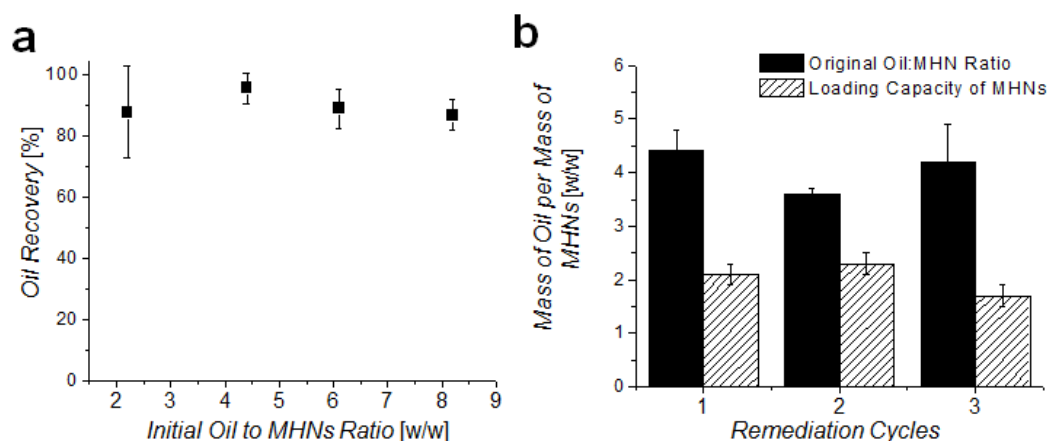 a
100
80
60
40
20
0
Oil Recovery [%]
2 3 4 5 6 7 8 9
Initial Oil to MHNs Ratio [w/w]
b
Original Oil:MHN Ratio
Loading Capacity of MHNs
6
5
4
3
2
1
0
Mass of Oil per Mass of
MHNs [w/w]
1 2 3
Remediation Cycles